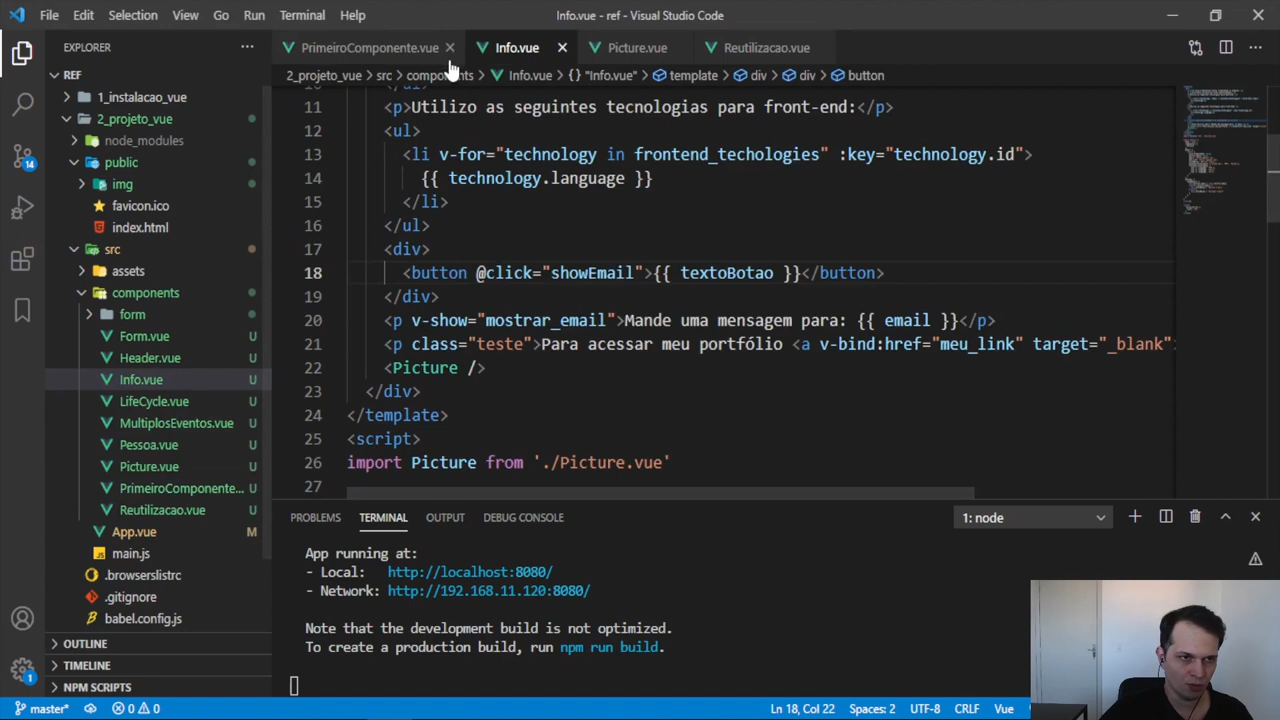 File Edit Selection View Go Run Terminal Help
Info.vue - ref - Visual Studio Code
EXPLORER
REF
1_instalacao_vue
2_projeto_vue
node_modules
public
img
favicon.ico
index.html
src
assets
components
form
Form.vue U
Header.vue U
Info.vue U
LifeCycle.vue U
MultiplosEventos.vue U
Pessoa.vue U
Picture.vue U
PrimeiroComponente... U
Reutilizacao.vue U
App.vue M
main.js
.browserslistrc
.gitignore
babel.config.js
OUTLINE
TIMELINE
NPM SCRIPTS
14
1
PrimeiroComponente.vue Info.vue Picture.vue Reutilizacao.vue
2_projeto_vue > src > components > Info.vue > {} "Info.vue" > template > div > div > button
11 <p>Utilizo as seguintes tecnologias para front-end:</p>
12 <ul>
13 <li v-for="technology in frontend_techologies" :key="technology.id">
14 {{ technology.language }}
15 </li>
16 </ul>
17 <div>
18 <button @click="showEmail">{{ textoBotao }}</button>
19 </div>
20 <p v-show="mostrar_email">Mande uma mensagem para: {{ email }}</p>
21 <p class="teste">Para acessar meu portfólio <a v-bind:href="meu_link" target="_blank"
22 <Picture />
23 </div>
24 </template>
25 <script>
26 import Picture from './Picture.vue'
27
PROBLEMS TERMINAL OUTPUT DEBUG CONSOLE
1: node
App running at:
- Local: http://localhost:8080/
- Network: http://192.168.11.120:8080/
Note that the development build is not optimized.
To create a production build, run npm run build.
master* 0 0 Ln 18, Col 22 Spaces: 2 UTF-8 CRLF Vue